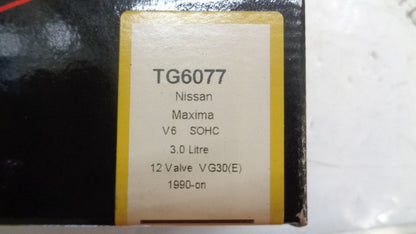 TG6077
Nissan
Maxima
V6 SOHC
3.0 Litre
12 Valve VG30(E)
1990-on